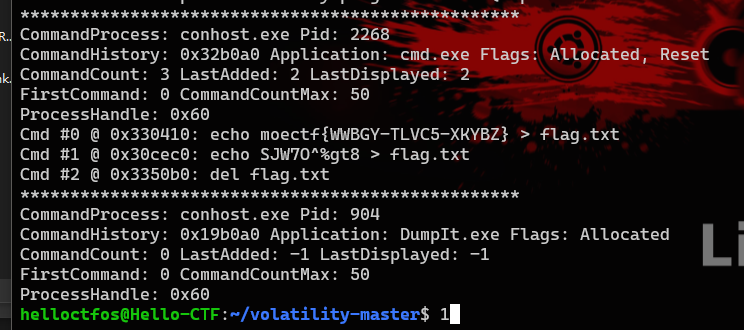 **************************************************
CommandProcess: conhost.exe Pid: 2268
CommandHistory: 0x32b0a0 Application: cmd.exe Flags: Allocated, Reset
CommandCount: 3 LastAdded: 2 LastDisplayed: 2
FirstCommand: 0 CommandCountMax: 50
ProcessHandle: 0x60
Cmd #0 @ 0x330410: echo moectf{WWBGY-TLVC5-XKYBZ} > flag.txt
Cmd #1 @ 0x30cec0: echo SJW7O^%gt8 > flag.txt
Cmd #2 @ 0x3350b0: del flag.txt
**************************************************
CommandProcess: conhost.exe Pid: 904
CommandHistory: 0x19b0a0 Application: DumpIt.exe Flags: Allocated
CommandCount: 0 LastAdded: -1 LastDisplayed: -1
FirstCommand: 0 CommandCountMax: 50
ProcessHandle: 0x60
helloctfos@Hello-CTF:~/volatility-master$ 1
Li